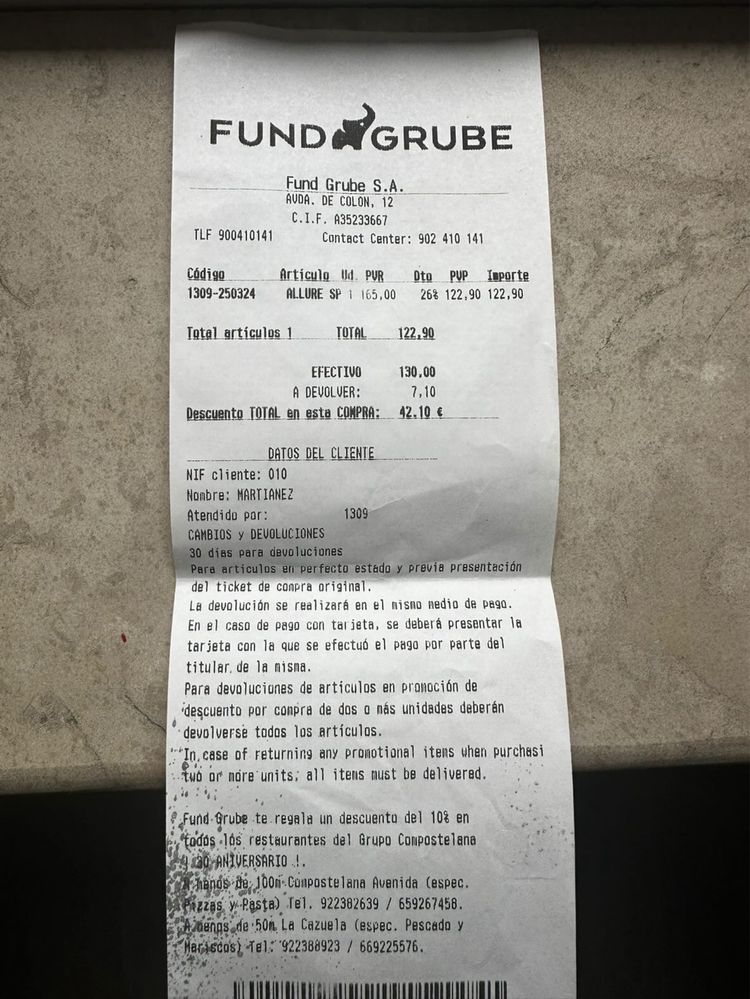 FUND GRUBE
Fund Grube S.A.
AVDA. DE COLON, 12
C.I.F. A35233667
TLF 900410141 Contact Center: 902 410 141
Código Artículo Ud. PVR Dto PVP Importe
1309-250324 ALLURE SP 1 165,00 26% 122,90 122,90
Total artículos 1 TOTAL 122,90
EFECTIVO 130,00
A DEVOLVER: 7,10
Descuento TOTAL en esta COMPRA: 42.10 €
DATOS DEL CLIENTE
NIF cliente: 010
Nombre: MARTIANEZ
Atendido por: 1309
CAMBIOS y DEVOLUCIONES
30 días para devoluciones
Para artículos en perfecto estado y previa presentación
del ticket de compra original.
La devolución se realizará en el mismo medio de pago.
En el caso de pago con tarjeta, se deberá presentar la
tarjeta con la que se efectuó el pago por parte del
titular de la misma.
Para devoluciones de artículos en promoción de
descuento por compra de dos o más unidades deberán
devolverse todos los artículos.
In case of returning any promotional items when purchasi
two or more units, all items must be delivered.
Fund Grube te regala un descuento del 10% en
todos los restaurantes del Grupo Compostelana
¡ 30 ANIVERSARIO !.
A menos de 100m Compostelana Avenida (espec.
Pizzas y Pasta) Tel. 922382639 / 659267458.
A menos de 50m La Cazuela (espec. Pescado y
Mariscos) Tel. 922388923 / 669225576.